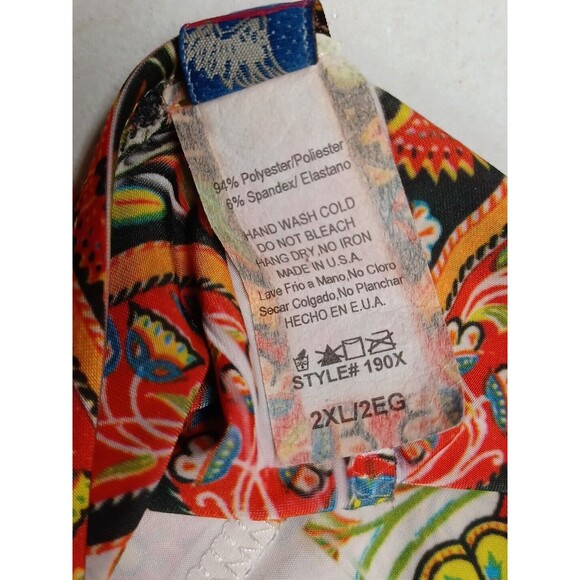 94% Polyester/Poliester
6% Spandex/ Elastano
HAND WASH COLD
DO NOT BLEACH
HANG DRY,NO IRON
MADE IN U.S.A.
Lave Frio a Mano,No Cloro
Secar Colgado,No Planchar
HECHO EN E.U.A.
STYLE# 190X
2XL/2EG